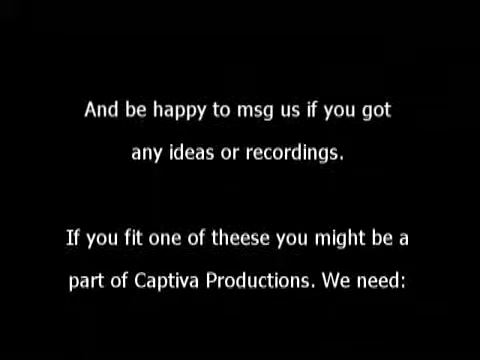 And be happy to msg us if you got
any ideas or recordings.
If you fit one of theese you might be a
part of Captiva Productions. We need: